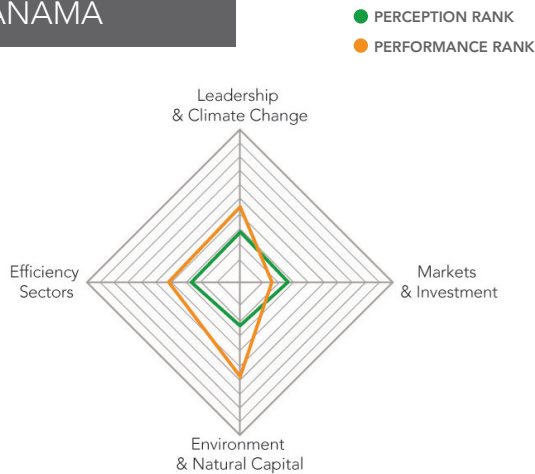 ANAMA
PERCEPTION RANK
PERFORMANCE RANK
Leadership
& Climate Change
Efficiency
Sectors
Markets
& Investment
Environment
& Natural Capital